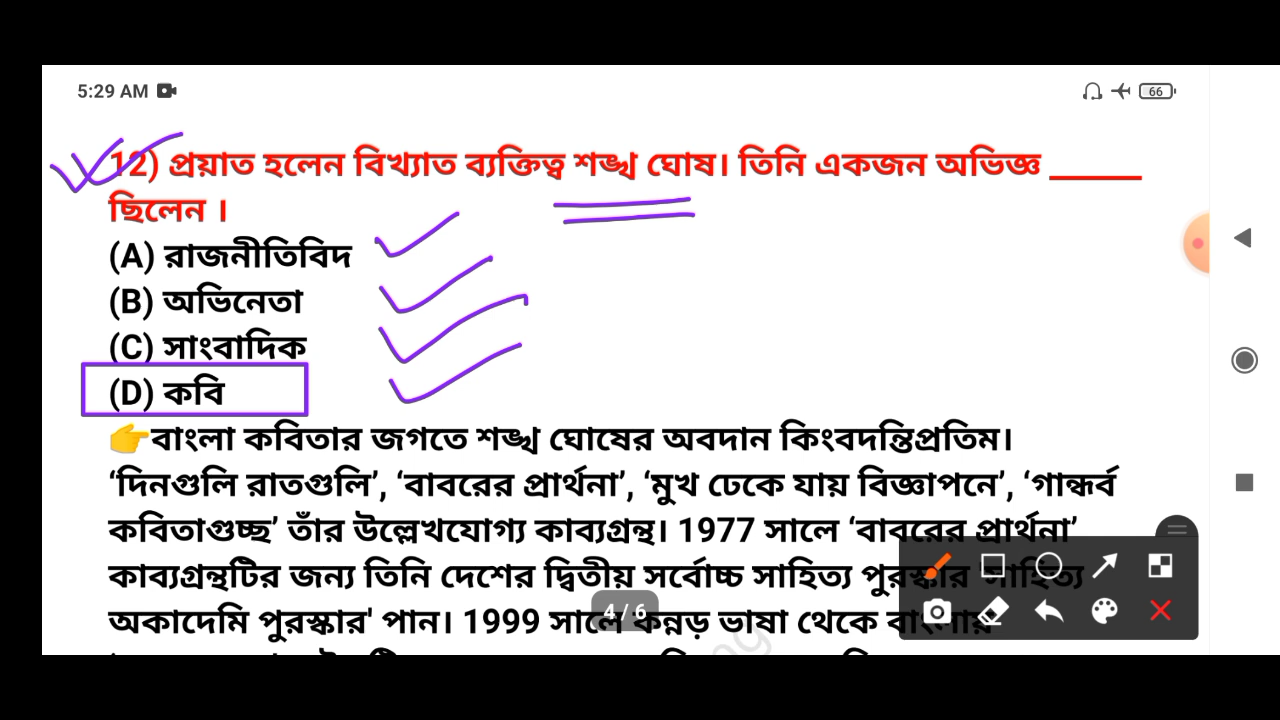 5:29 AM
66
12) প্রয়াত হলেন বিখ্যাত ব্যক্তিত্ব শঙ্খ ঘোষ। তিনি একজন অভিজ্ঞ ______
ছিলেন ।
(A) রাজনীতিবিদ
(B) অভিনেতা
(C) সাংবাদিক
(D) কবি
👉বাংলা কবিতার জগতে শঙ্খ ঘোষের অবদান কিংবদন্তিপ্রতিম।
‘দিনগুলি রাতগুলি’, ‘বাবরের প্রার্থনা’, ‘মুখ ঢেকে যায় বিজ্ঞাপনে’, ‘গান্ধর্ব
কবিতাগুচ্ছ’ তাঁর উল্লেখযোগ্য কাব্যগ্রন্থ। 1977 সালে ‘বাবরের প্রার্থনা’
কাব্যগ্রন্থটির জন্য তিনি দেশের দ্বিতীয় সর্বোচ্চ সাহিত্য পুরস্কার 'সাহিত্য
অকাদেমি পুরস্কার' পান। 1999 সালে কন্নড় ভাষা থেকে বাংলায়
4 / 6